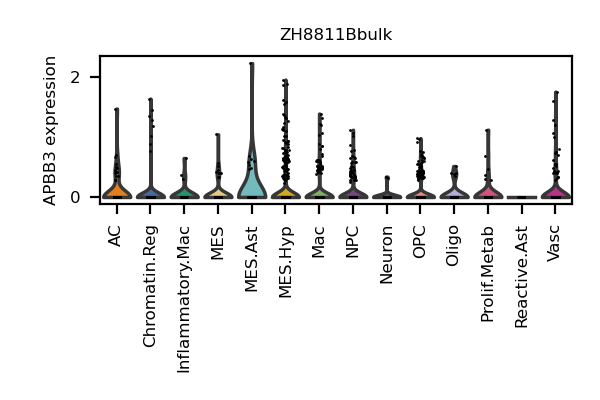 ZH8811Bbulk
APBB3 expression
2
0
AC
Chromatin.Reg
Inflammatory.Mac
MES
MES.Ast
MES.Hyp
Mac
NPC
Neuron
OPC
Oligo
Prolif.Metab
Reactive.Ast
Vasc